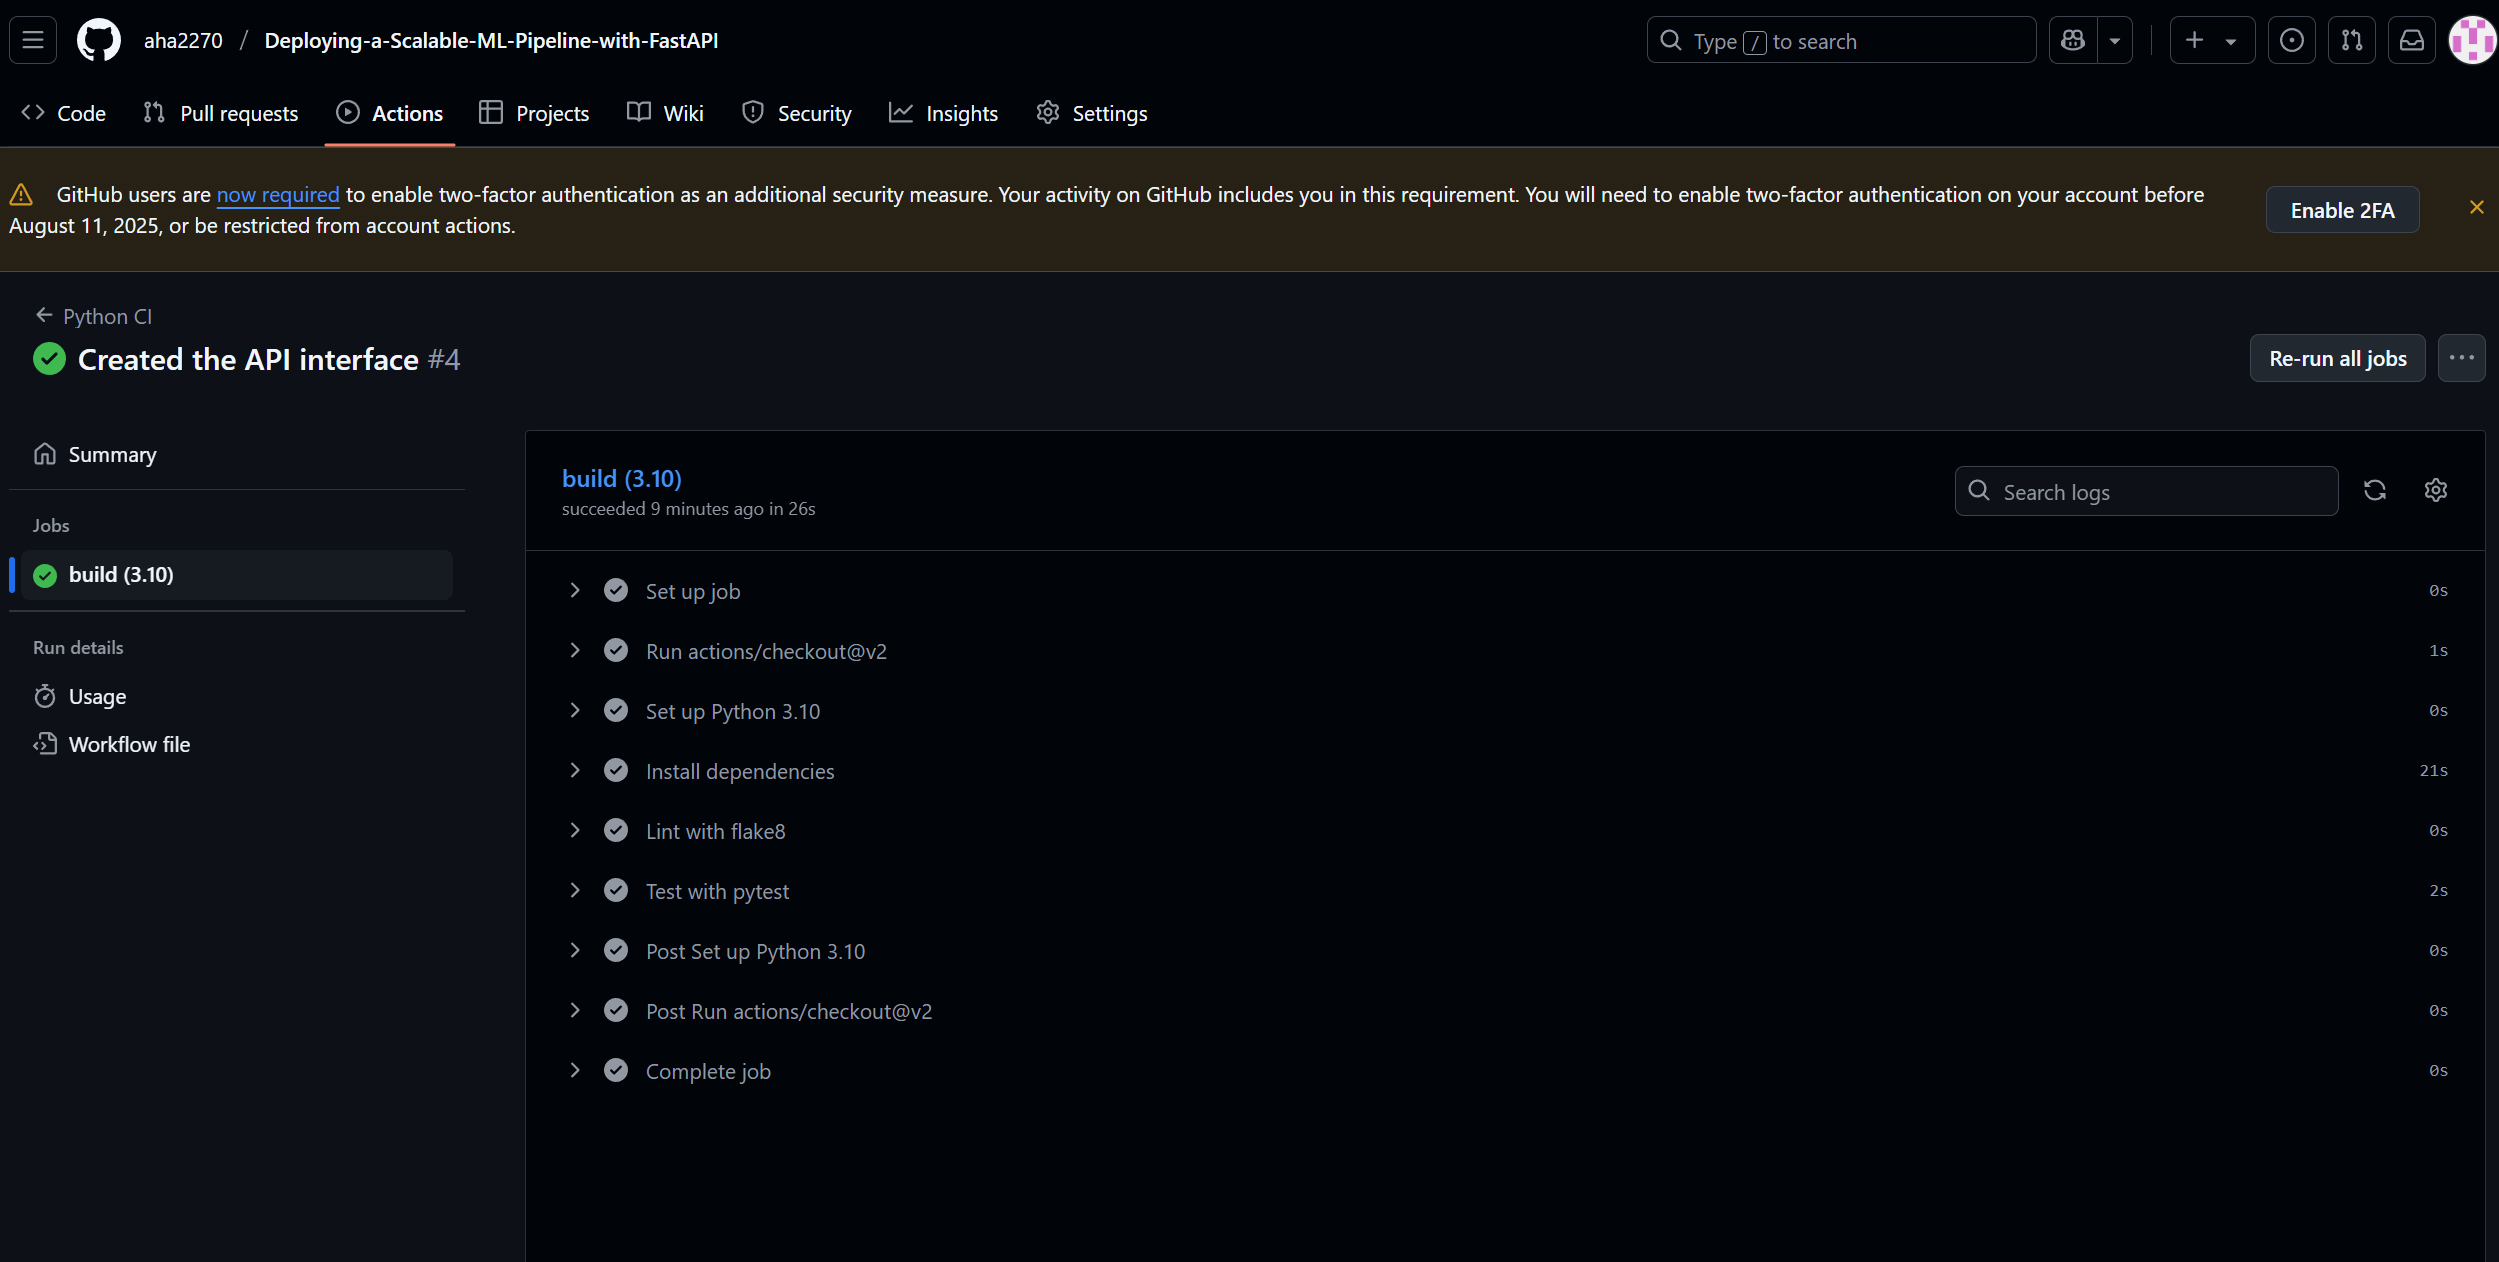 aha2270 / Deploying-a-Scalable-ML-Pipeline-with-FastAPI
Type / to search
Code Pull requests Actions Projects Wiki Security Insights Settings
GitHub users are now required to enable two-factor authentication as an additional security measure. Your activity on GitHub includes you in this requirement. You will need to enable two-factor authentication on your account before
August 11, 2025, or be restricted from account actions.
Enable 2FA
Python CI
Created the API interface #4
Re-run all jobs
Summary
Jobs
build (3.10)
Run details
Usage
Workflow file
build (3.10)
succeeded 9 minutes ago in 26s
Search logs
Set up job 0s
Run actions/checkout@v2 1s
Set up Python 3.10 0s
Install dependencies 21s
Lint with flake8 0s
Test with pytest 2s
Post Set up Python 3.10 0s
Post Run actions/checkout@v2 0s
Complete job 0s